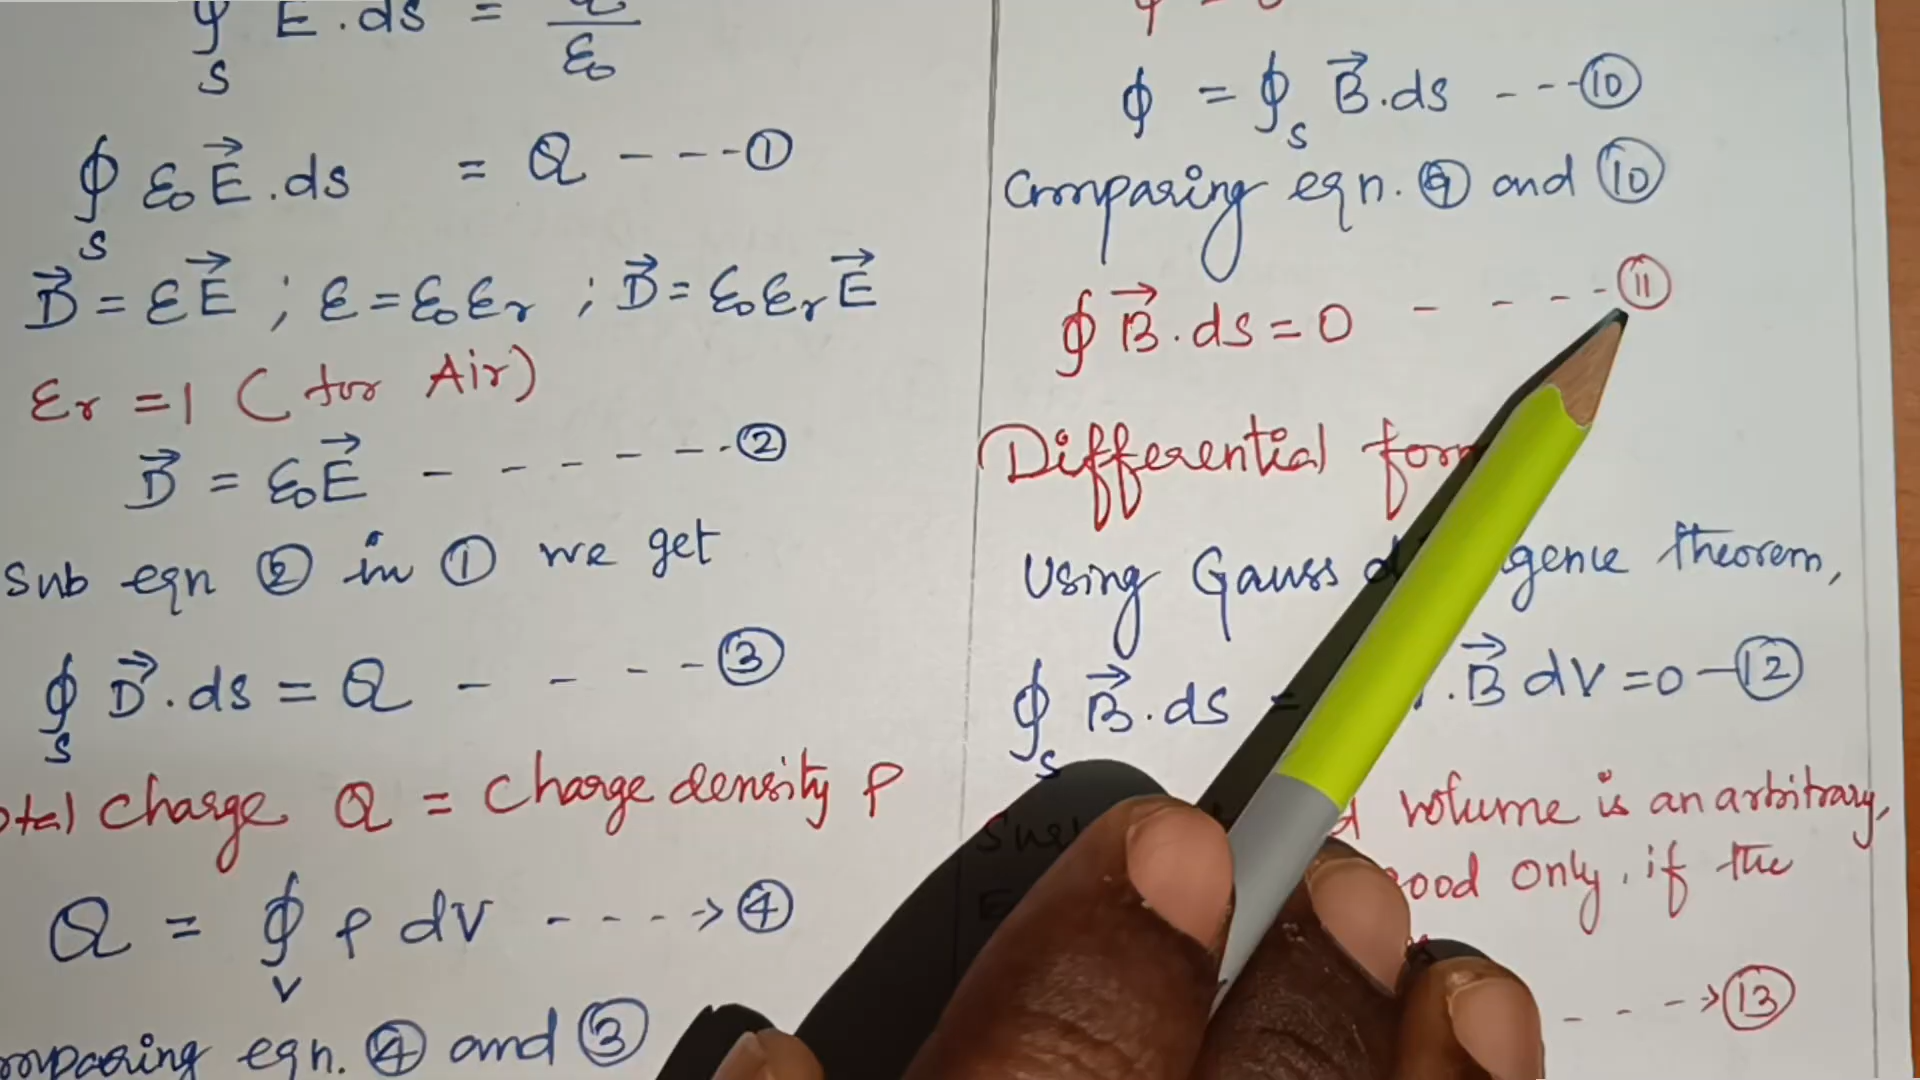 ∮ E.ds = Q/ε₀
S
∮ ε₀E⃗.ds = Q ---①
S
D⃗ = εE⃗ ; ε = ε₀εr ; D⃗ = ε₀εrE⃗
εr = 1 (for Air)
D⃗ = ε₀E⃗ ------②
Sub eqn ② in ① we get
∮ D⃗.ds = Q ----③
S
otal charge Q = charge density ρ
Q = ∮ ρ dV ----> ④
V
omparing eqn. ④ and ③
φ = ∮ B⃗.ds ---⑩
S
Comparing eqn. ⑨ and ⑩
∮ B⃗.ds = 0 ----⑪
Differential for
Using Gauss d gence theorem,
∮ B⃗.ds = . B⃗ dV = 0 -⑫
S
volume is an arbitrary,
ood only, if the
---> ⑬